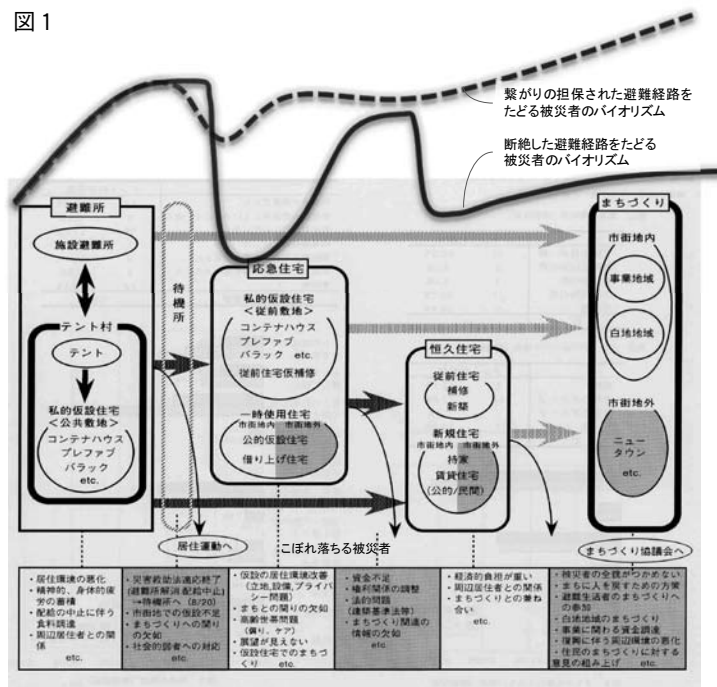 図1
繋がりの担保された避難経路を
たどる被災者のバイオリズム
断絶した避難経路をたどる
被災者のバイオリズム
避難所
施設避難所
テント村
テント
私的仮設住宅
<公共敷地>
コンテナハウス
プレファブ
バラック
etc.
待機所
応急住宅
私的仮設住宅
<従前敷地>
コンテナハウス
プレファブ
バラック etc.
従前住宅仮補修
一時使用住宅
市街地内 市街地外
公的仮設住宅
借り上げ住宅
恒久住宅
従前住宅
補修
新築
新規住宅
市街地内 市街地外
持家
賃貸住宅
(公的/民間)
まちづくり
市街地内
事業地域
白地地域
市街地外
ニュー
タウン
etc.
居住運動へ
こぼれ落ちる被災者
まちづくり協議会へ
・居住環境の悪化
・精神的、身体的疲
労の蓄積
・配給の中止に伴う
食料調達
・周辺居住者との関
係
etc.
・災害救助法適応終了
(避難所解消,配給中止)
→待機所へ(8/20)
・市街地での仮設不足
・まちづくりへの関り
の欠如
・社会的弱者への対応
etc.
・仮設の居住環境改善
(立地,設備,プライバ
シー問題)
・まちとの関りの欠如
・高齢世帯問題
(偏り、ケア)
・展望が見えない
・仮設住宅でのまちづ
くり etc.
・資金不足
・権利関係の調整
・法的問題
(建築基準法等)
・まちづくり関連の
情報の欠如
etc.
・経済的負担が重い
・周辺居住者との関係
・まちづくりとの兼ね
合い
etc.
・被災者の全貌がつかめない
・まちに人を戻すための方策
・避難生活者のまちづくりへ
の参加
・白地地域のまちづくり
・事業に関わる資金調達
・復興に伴う周環境の悪化
・住民のまちづくりに対する
意見の組み上げ etc.